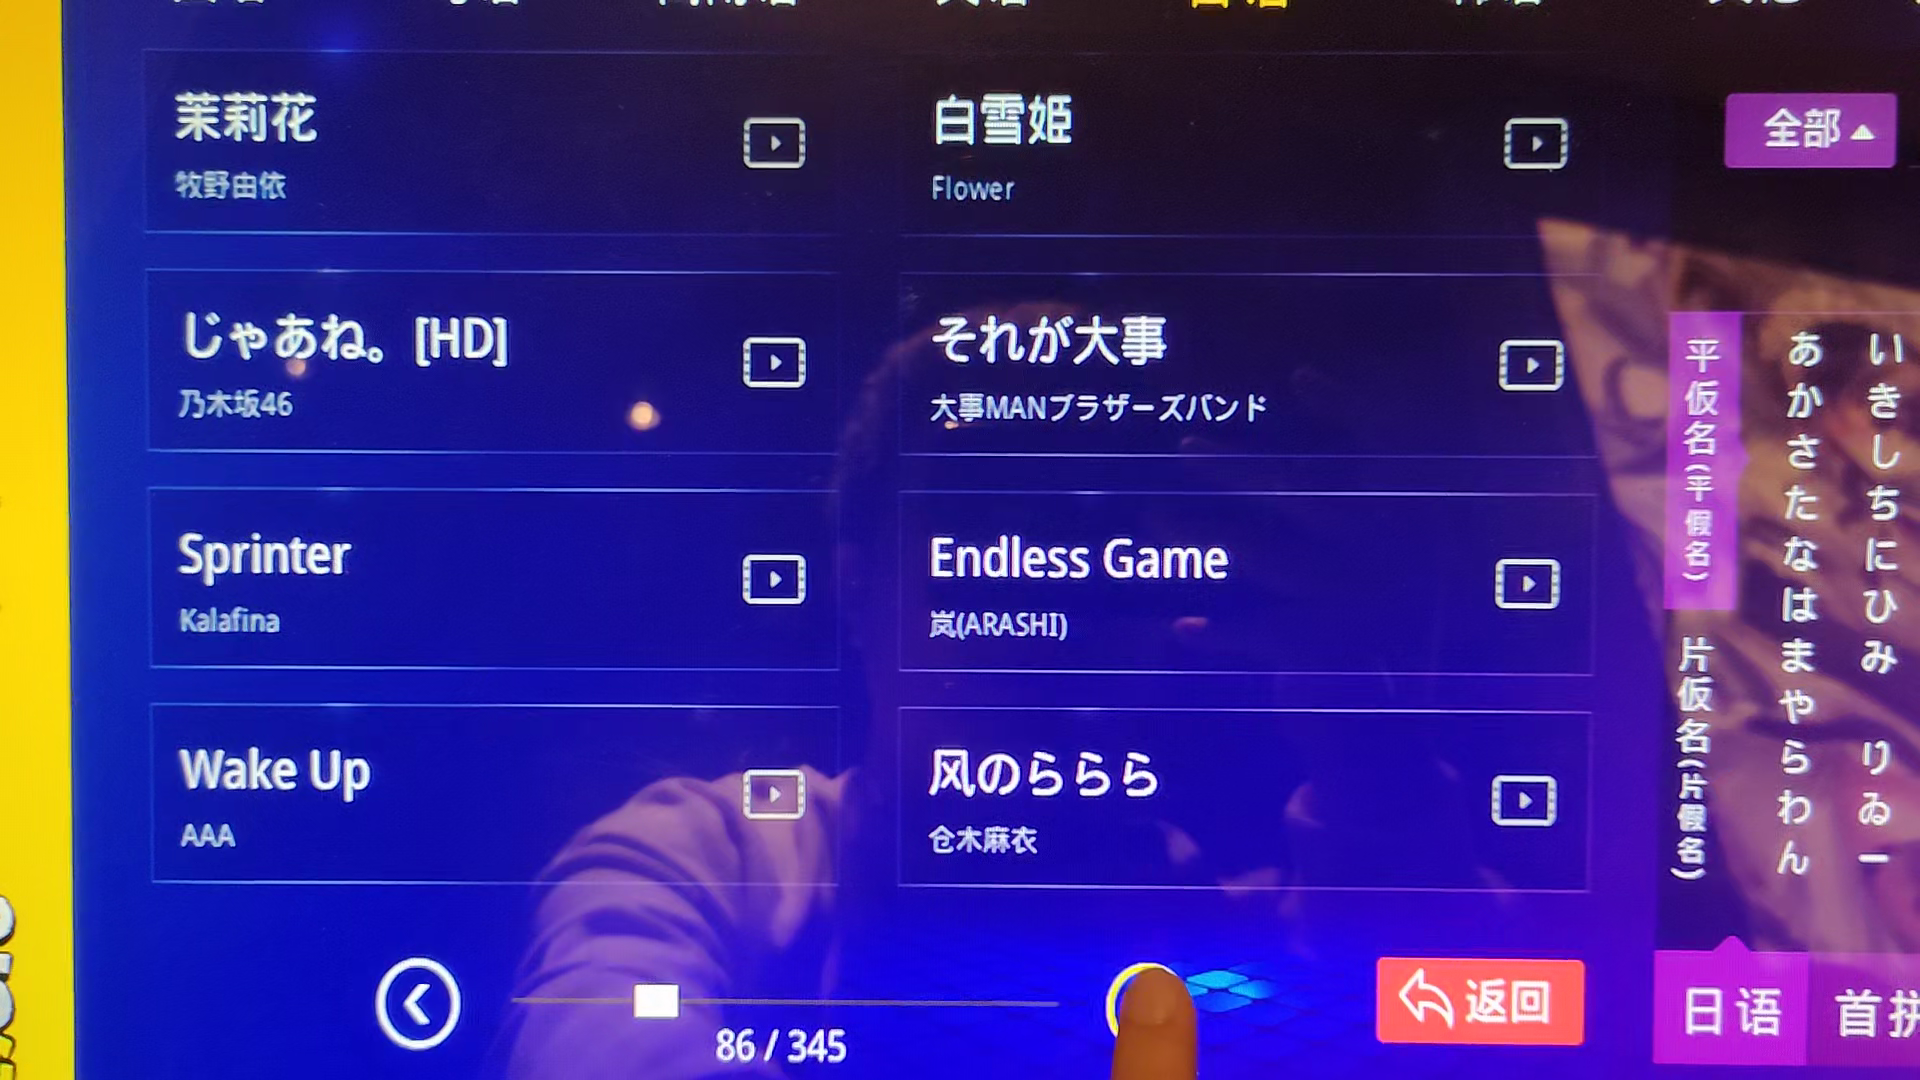 日语
茉莉花
牧野由依
白雪姫
Flower
全部
じゃあね。[HD]
乃木坂46
それが大事
大事MANブラザーズバンド
Sprinter
Kalafina
Endless Game
岚(ARASHI)
Wake Up
AAA
风のららら
仓木麻衣
平仮名(平假名)
片仮名(片假名)
あ い
か き
さ し
た ち
な に
は ひ
ま み
や
ら り
わ ゐ
ん ー
86 / 345
返回
日语
首拼